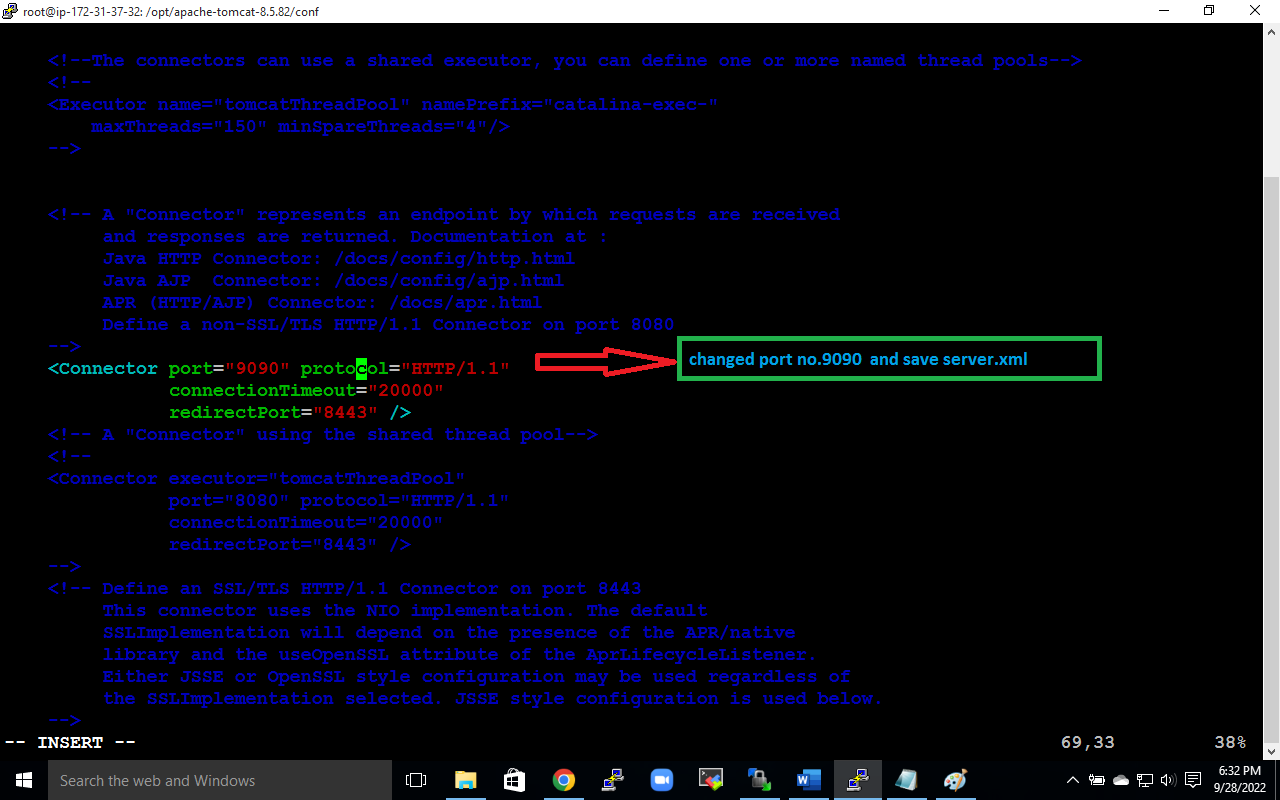 root@ip-172-31-37-32: /opt/apache-tomcat-8.5.82/conf
<!--The connectors can use a shared executor, you can define one or more named thread pools-->
<!--
<Executor name="tomcatThreadPool" namePrefix="catalina-exec-"
maxThreads="150" minSpareThreads="4"/>
-->
<!-- A "Connector" represents an endpoint by which requests are received
and responses are returned. Documentation at :
Java HTTP Connector: /docs/config/http.html
Java AJP  Connector: /docs/config/ajp.html
APR (HTTP/AJP) Connector: /docs/apr.html
Define a non-SSL/TLS HTTP/1.1 Connector on port 8080
-->
<Connector port="9090" protocol="HTTP/1.1"
changed port no.9090  and save server.xml
connectionTimeout="20000"
redirectPort="8443" />
<!-- A "Connector" using the shared thread pool-->
<!--
<Connector executor="tomcatThreadPool"
port="8080" protocol="HTTP/1.1"
connectionTimeout="20000"
redirectPort="8443" />
-->
<!-- Define an SSL/TLS HTTP/1.1 Connector on port 8443
This connector uses the NIO implementation. The default
SSLImplementation will depend on the presence of the APR/native
library and the useOpenSSL attribute of the AprLifecycleListener.
Either JSSE or OpenSSL style configuration may be used regardless of
the SSLImplementation selected. JSSE style configuration is used below.
-->
-- INSERT --
69,33
38%
Search the web and Windows
6:32 PM
9/28/2022